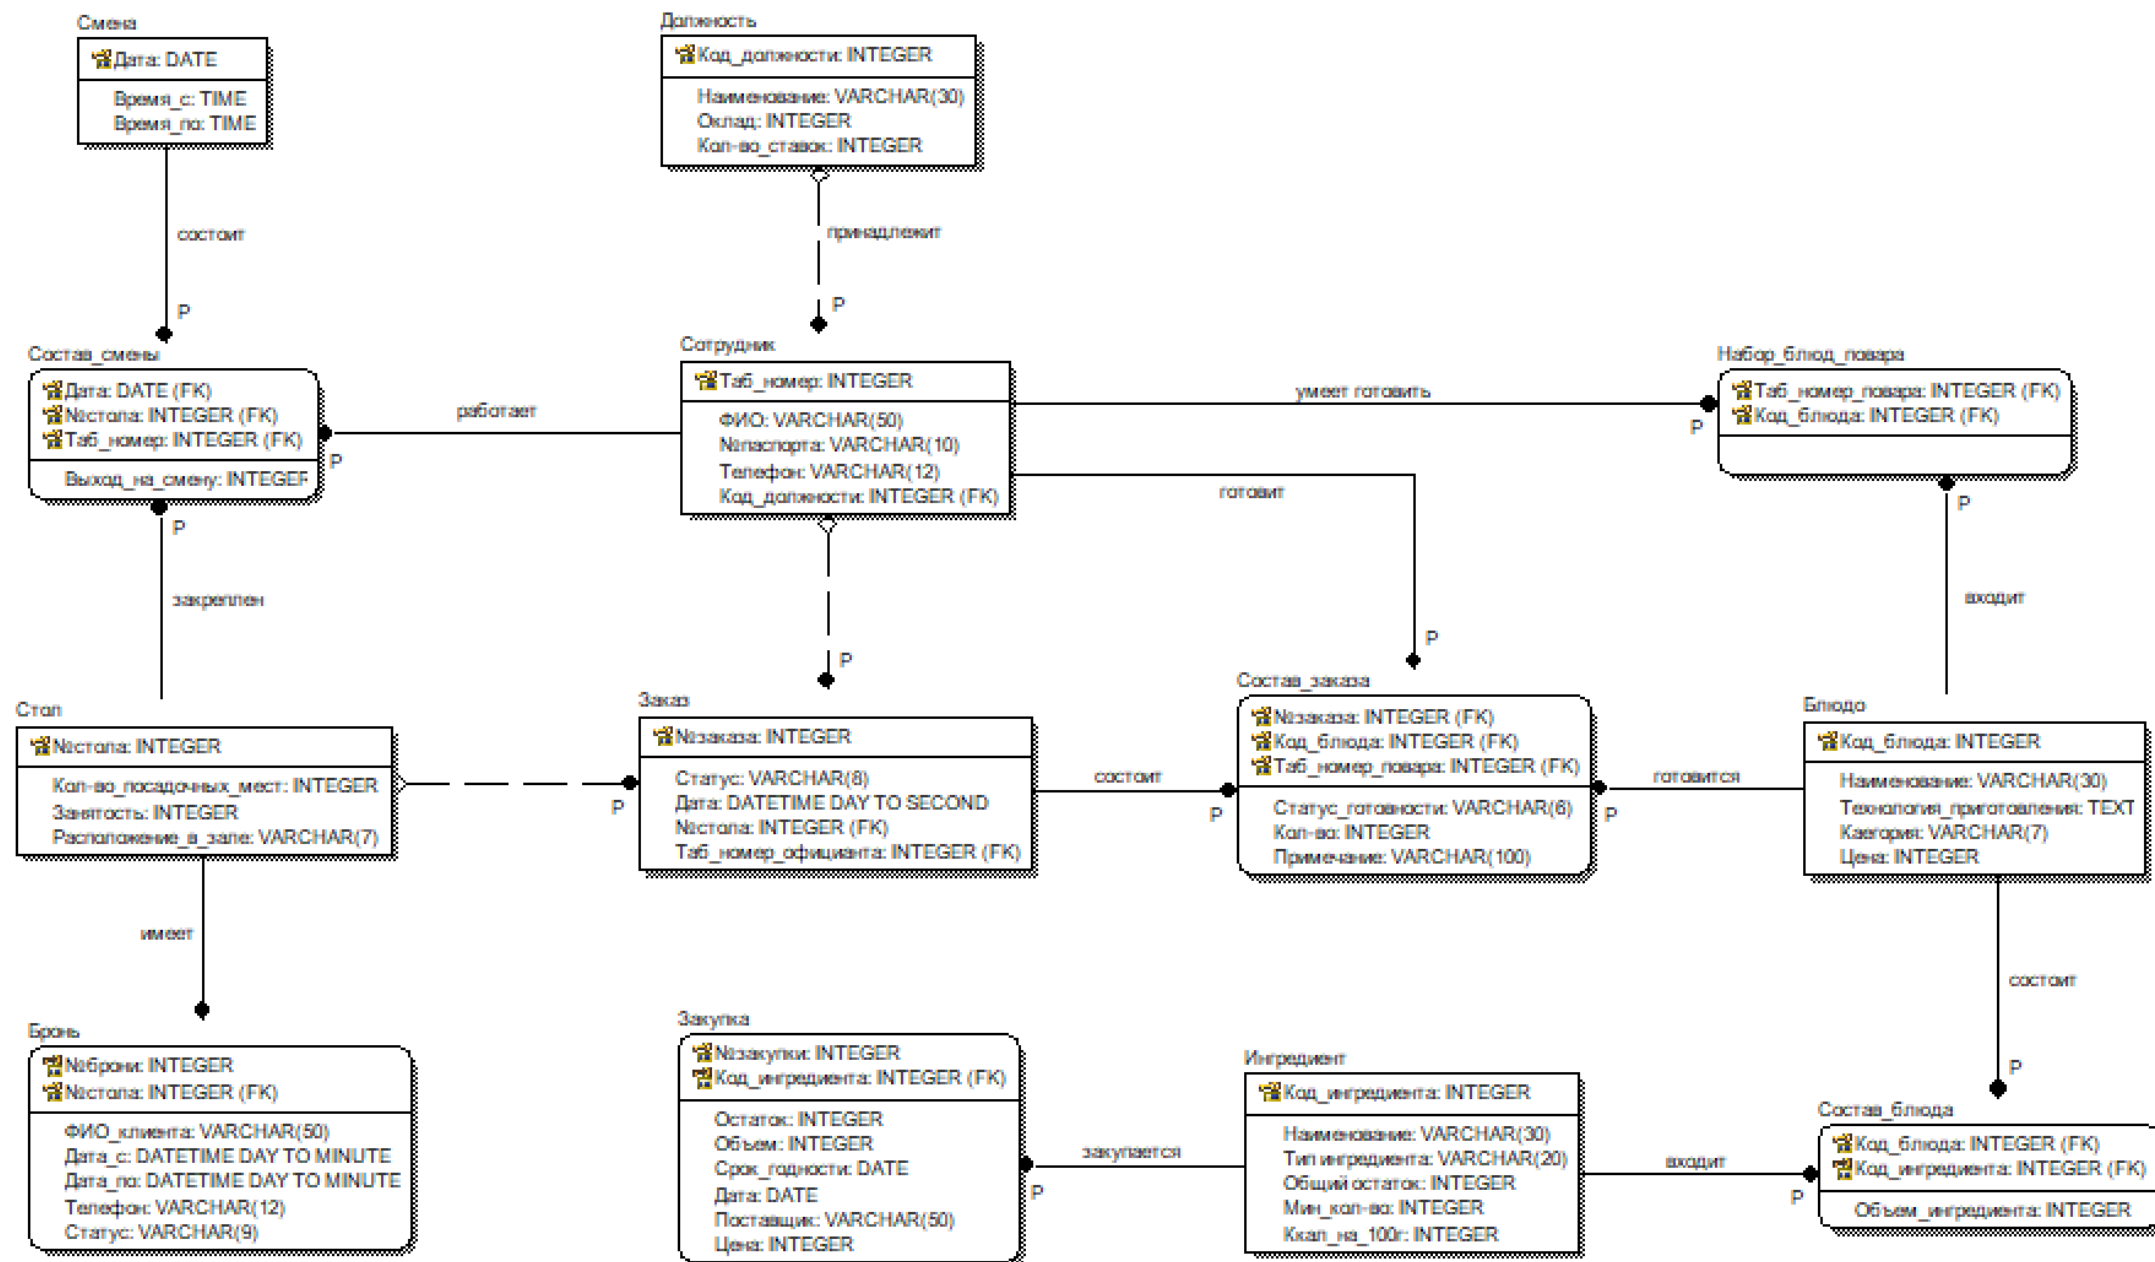 Смена
Дата: DATE
Время_с: TIME
Время_по: TIME
Должность
Код_должности: INTEGER
Наименование: VARCHAR(30)
Оклад: INTEGER
Кол-во_ставок: INTEGER
состоит
принадлежит
P
P
Состав_смены
Дата: DATE (FK)
№стола: INTEGER (FK)
Таб_номер: INTEGER (FK)
Выход_на_смену: INTEGER
P
работает
P
Сотрудник
Таб_номер: INTEGER
ФИО: VARCHAR(50)
№паспорта: VARCHAR(10)
Телефон: VARCHAR(12)
Код_должности: INTEGER (FK)
умеет готовить
P
готовит
P
Набор_блюд_повара
Таб_номер_повара: INTEGER (FK)
Код_блюда: INTEGER (FK)
P
закреплен
входит
P
Стол
№стола: INTEGER
Кол-во_посадочных_мест: INTEGER
Занятость: INTEGER
Расположение_в_зале: VARCHAR(7)
P
Заказ
№заказа: INTEGER
Статус: VARCHAR(8)
Дата: DATETIME DAY TO SECOND
№стола: INTEGER (FK)
Таб_номер_официанта: INTEGER (FK)
состоит
P
Состав_заказа
№заказа: INTEGER (FK)
Код_блюда: INTEGER (FK)
Таб_номер_повара: INTEGER (FK)
Статус_готовности: VARCHAR(6)
Кол-во: INTEGER
Примечание: VARCHAR(100)
готовится
P
Блюдо
Код_блюда: INTEGER
Наименование: VARCHAR(30)
Технология_приготовления: TEXT
Каегория: VARCHAR(7)
Цена: INTEGER
имеет
состоит
P
Бронь
№брони: INTEGER
№стола: INTEGER (FK)
ФИО_клиента: VARCHAR(50)
Дата_с: DATETIME DAY TO MINUTE
Дата_по: DATETIME DAY TO MINUTE
Телефон: VARCHAR(12)
Статус: VARCHAR(9)
Закупка
№закупки: INTEGER
Код_ингредиента: INTEGER (FK)
Остаток: INTEGER
Объем: INTEGER
Срок_годности: DATE
Дата: DATE
Поставщик: VARCHAR(50)
Цена: INTEGER
закупается
P
Ингредиент
Код_ингредиента: INTEGER
Наименование: VARCHAR(30)
Тип ингредиента: VARCHAR(20)
Общий остаток: INTEGER
Мин_кол-во: INTEGER
Ккал_на_100г: INTEGER
входит
P
Состав_блюда
Код_блюда: INTEGER (FK)
Код_ингредиента: INTEGER (FK)
Объем_ингредиента: INTEGER